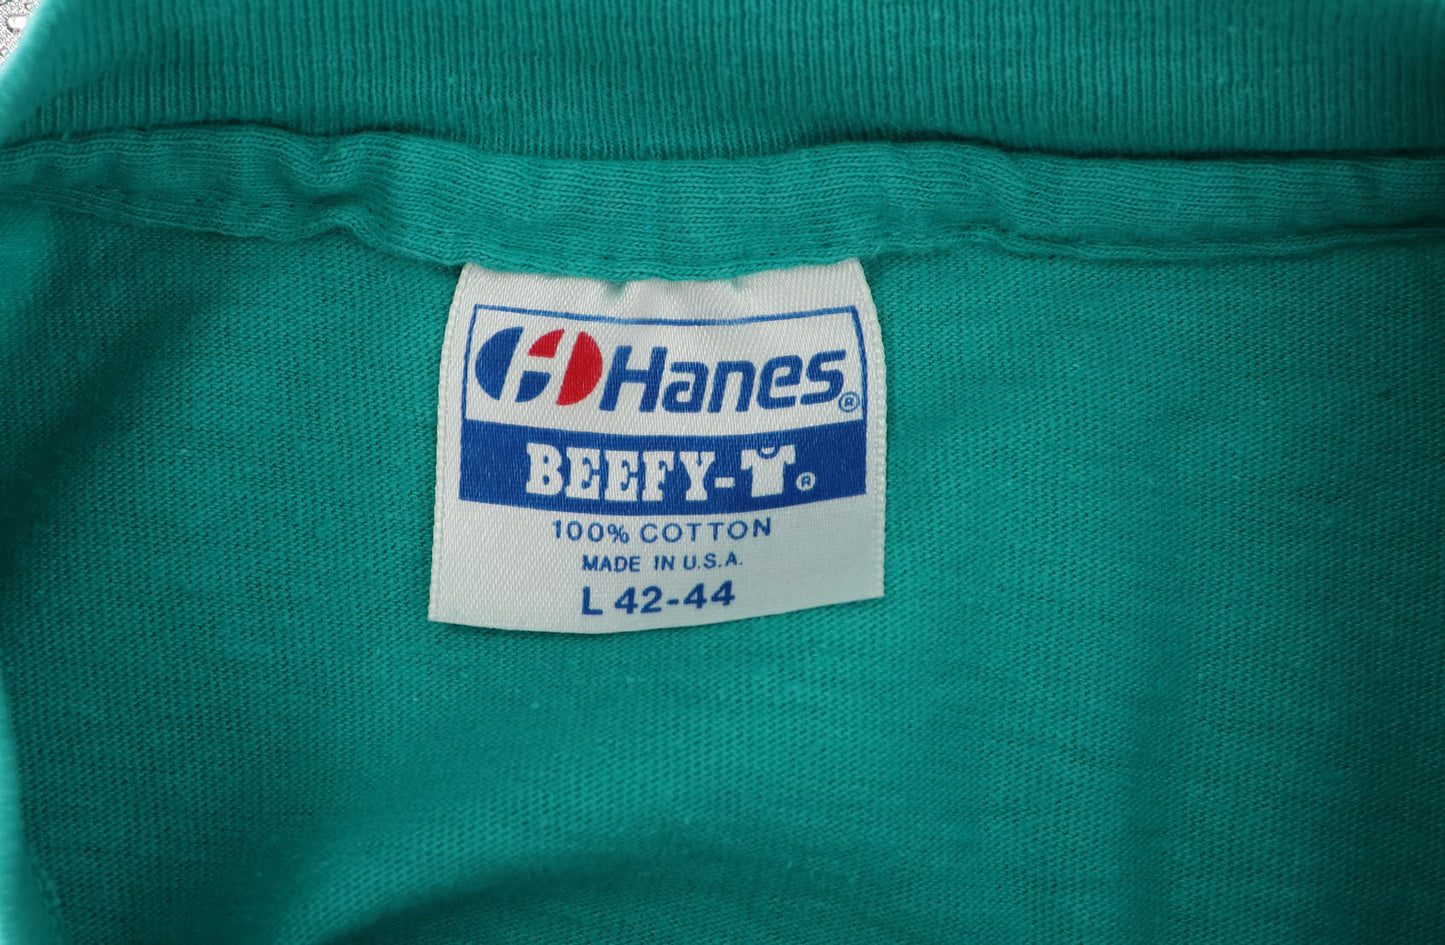 Hanes®
BEEFY-T®
100% COTTON
MADE IN U.S.A.
L 42-44